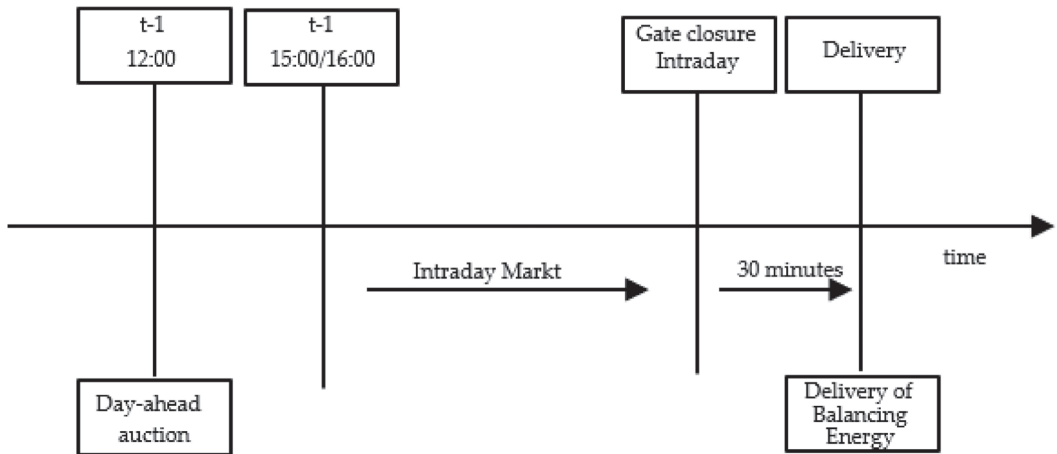 t-1
12:00
t-1
15:00/16:00
Gate closure
Intraday
Delivery
time
Intraday Markt
30 minutes
Day-ahead
auction
Delivery of
Balancing
Energy